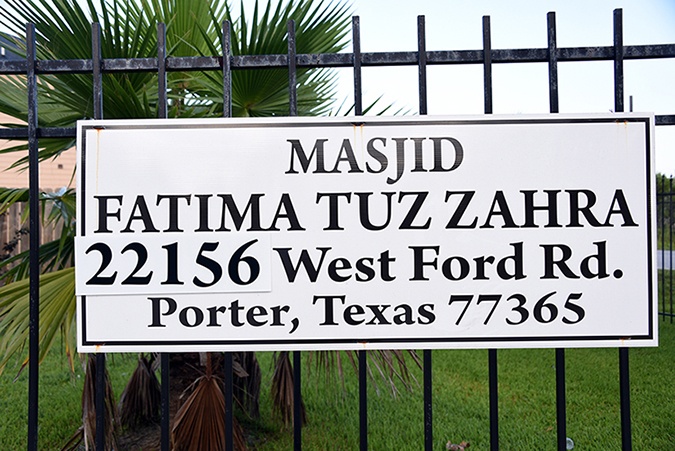 MASJID
FATIMA TUZ ZAHRA
22156 West Ford Rd.
Porter, Texas 77365